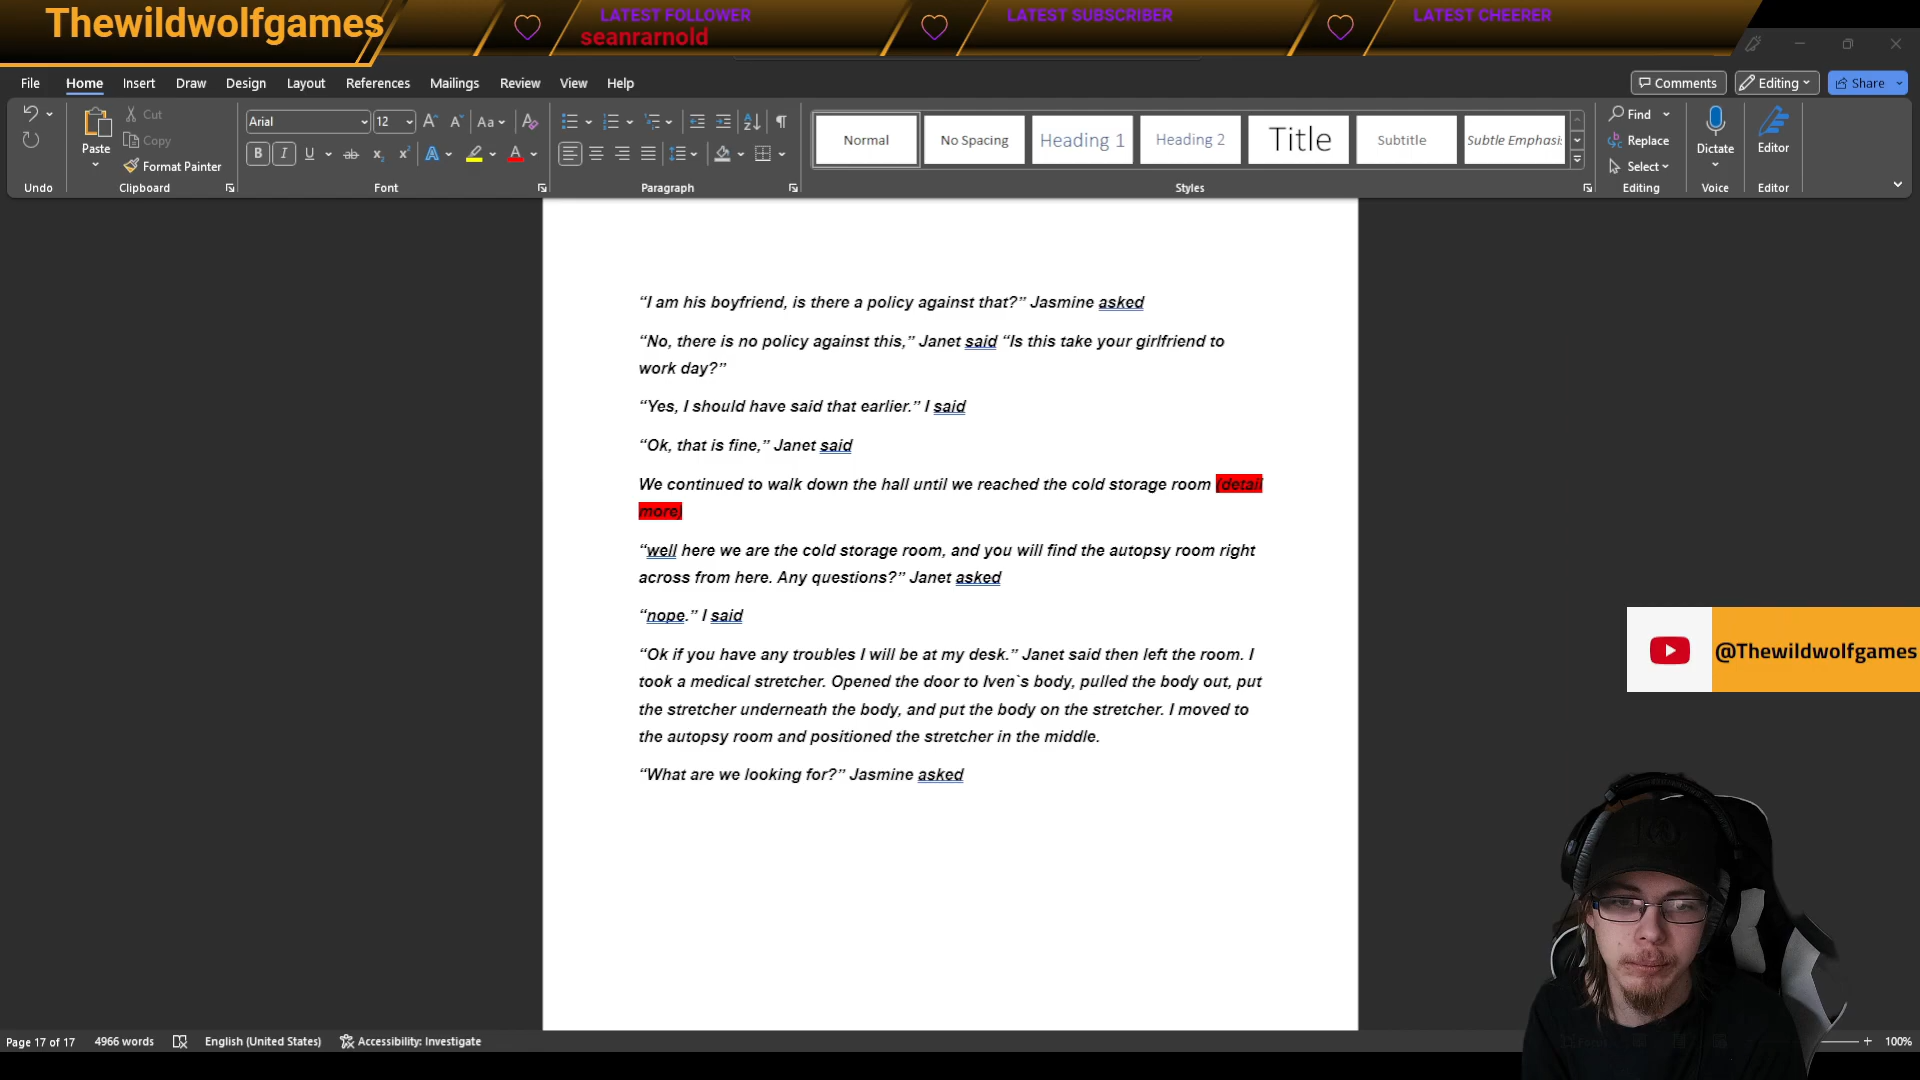 Thewildwolfgames
LATEST FOLLOWER
seanrarnold
LATEST SUBSCRIBER
LATEST CHEERER
File Home Insert Draw Design Layout References Mailings Review View Help
Comments Editing Share
Undo
Paste
Cut
Copy
Format Painter
Clipboard
Arial 12 Aa
B I U ab x₂ x² A A
Font
Paragraph
Normal
No Spacing
Heading 1
Heading 2
Title
Subtitle
Subtle Emphasi
Styles
Find
Replace
Select
Editing
Dictate
Voice
Editor
Editor
“I am his boyfriend, is there a policy against that?” Jasmine asked
“No, there is no policy against this,” Janet said “Is this take your girlfriend to
work day?”
“Yes, I should have said that earlier.” I said
“Ok, that is fine,” Janet said
We continued to walk down the hall until we reached the cold storage room (detail
more)
“well here we are the cold storage room, and you will find the autopsy room right
across from here. Any questions?” Janet asked
“nope.” I said
“Ok if you have any troubles I will be at my desk.” Janet said then left the room. I
took a medical stretcher. Opened the door to Iven`s body, pulled the body out, put
the stretcher underneath the body, and put the body on the stretcher. I moved to
the autopsy room and positioned the stretcher in the middle.
“What are we looking for?” Jasmine asked
@Thewildwolfgames
Page 17 of 17 4966 words English (United States) Accessibility: Investigate
100%